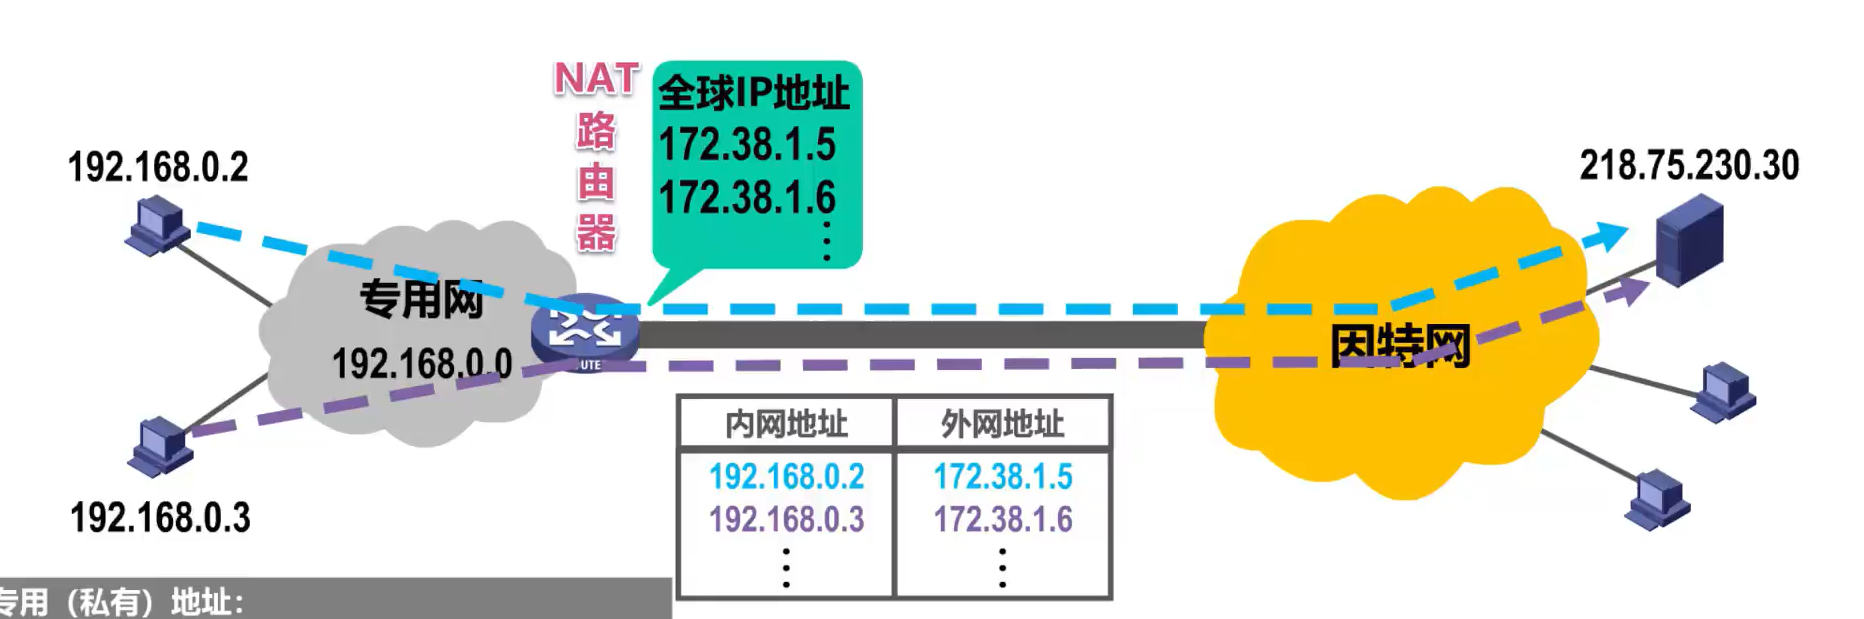 NAT
路
由
器
全球IP地址
172.38.1.5
172.38.1.6
⋮
192.168.0.2
218.75.230.30
专用网
192.168.0.0
因特网
192.168.0.3
内网地址 外网地址
192.168.0.2 172.38.1.5
192.168.0.3 172.38.1.6
⋮ ⋮
专用（私有）地址：